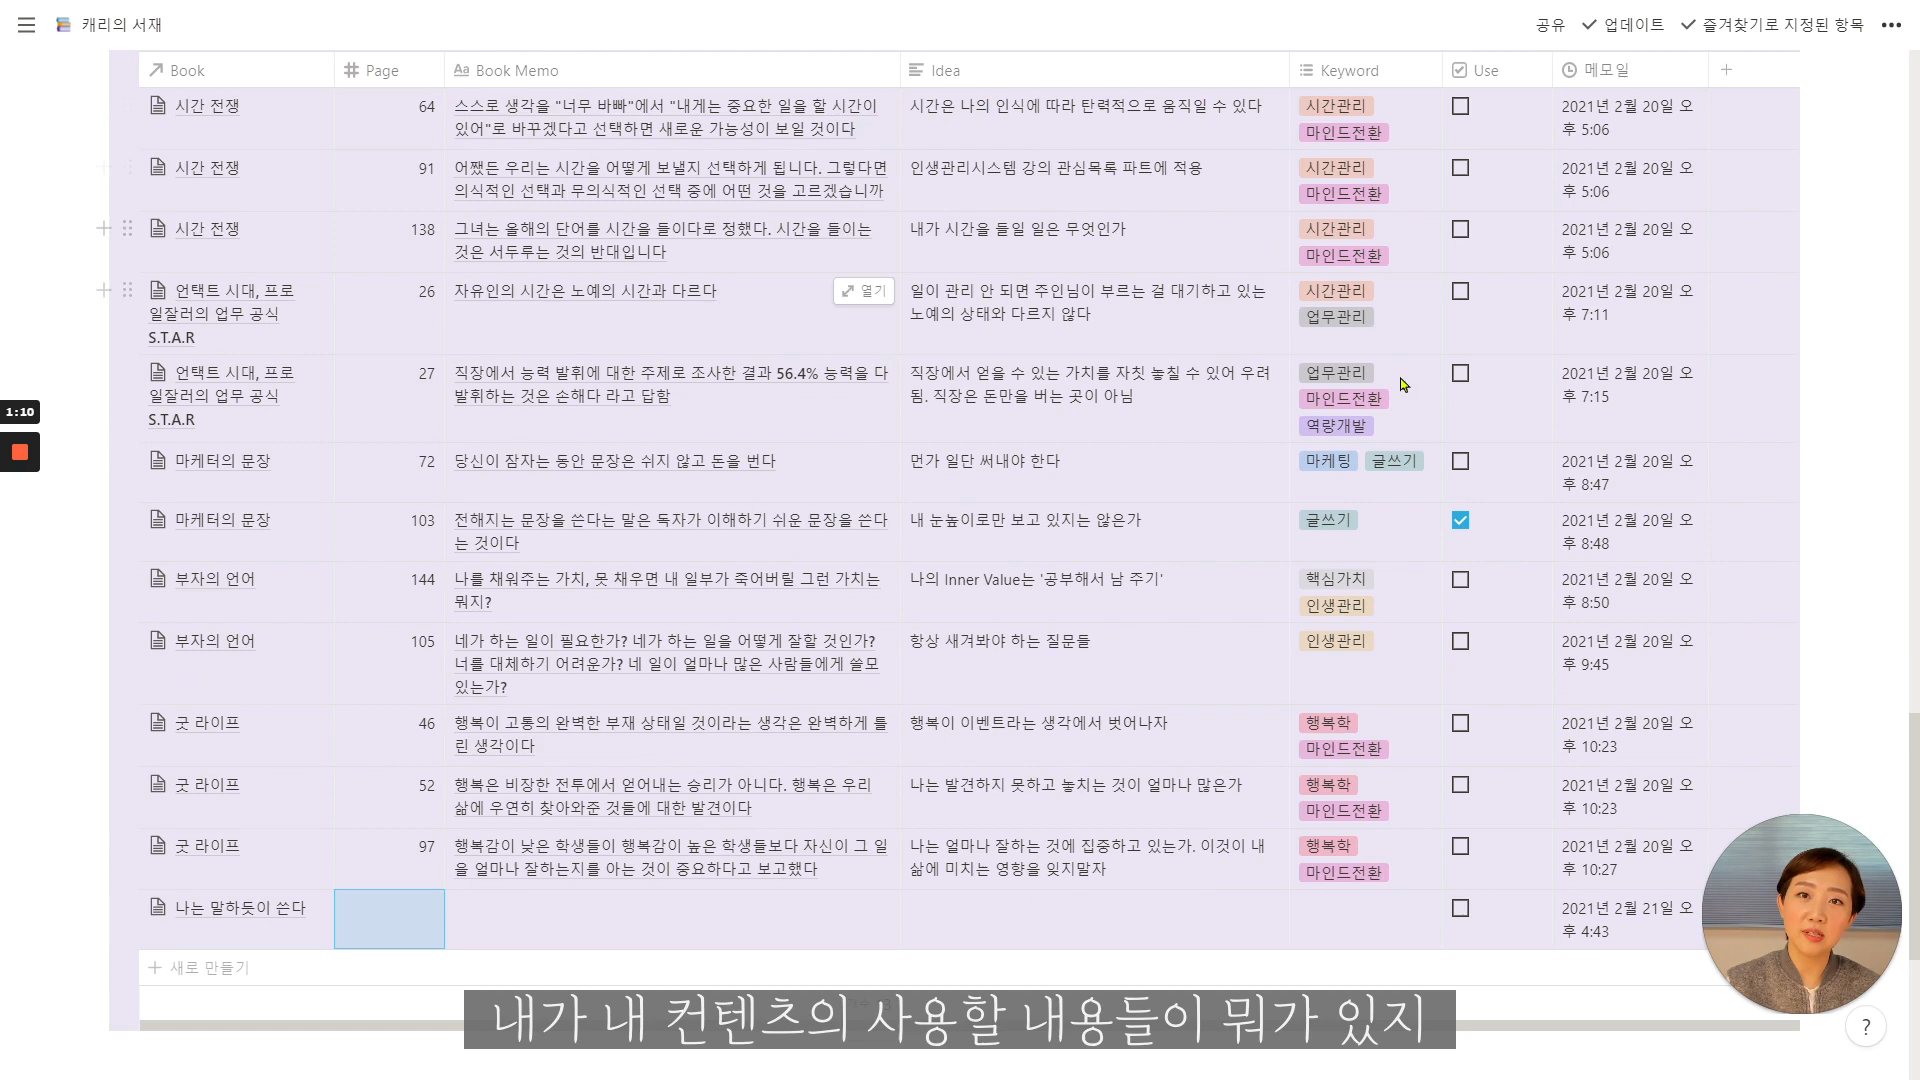 캐리의 서재
공유 업데이트 즐겨찾기로 지정된 항목
Book Page Book Memo Idea Keyword Use 메모일
시간 전쟁 64 스스로 생각을 "너무 바빠"에서 "내게는 중요한 일을 할 시간이 시간은 나의 인식에 따라 탄력적으로 움직일 수 있다 시간관리 2021년 2월 20일 오
있어"로 바꾸겠다고 선택하면 새로운 가능성이 보일 것이다 마인드전환 후 5:06
시간 전쟁 91 어쨌든 우리는 시간을 어떻게 보낼지 선택하게 됩니다. 그렇다면 인생관리시스템 강의 관심목록 파트에 적용 시간관리 2021년 2월 20일 오
의식적인 선택과 무의식적인 선택 중에 어떤 것을 고르겠습니까 마인드전환 후 5:06
시간 전쟁 138 그녀는 올해의 단어를 시간을 들이다로 정했다. 시간을 들이는 내가 시간을 들일 일은 무엇인가 시간관리 2021년 2월 20일 오
것은 서두루는 것의 반대입니다 마인드전환 후 5:06
언택트 시대, 프로 26 자유인의 시간은 노예의 시간과 다르다 열기 일이 관리 안 되면 주인님이 부르는 걸 대기하고 있는 시간관리 2021년 2월 20일 오
일잘러의 업무 공식 노예의 상태와 다르지 않다 업무관리 후 7:11
S.T.A.R
언택트 시대, 프로 27 직장에서 능력 발휘에 대한 주제로 조사한 결과 56.4% 능력을 다 직장에서 얻을 수 있는 가치를 자칫 놓칠 수 있어 우려 업무관리 2021년 2월 20일 오
일잘러의 업무 공식 발휘하는 것은 손해다 라고 답함 됨. 직장은 돈만을 버는 곳이 아님 마인드전환 후 7:15
S.T.A.R 역량개발
1:10
마케터의 문장 72 당신이 잠자는 동안 문장은 쉬지 않고 돈을 번다 먼가 일단 써내야 한다 마케팅 글쓰기 2021년 2월 20일 오
후 8:47
마케터의 문장 103 전해지는 문장을 쓴다는 말은 독자가 이해하기 쉬운 문장을 쓴다 내 눈높이로만 보고 있지는 않은가 글쓰기 2021년 2월 20일 오
는 것이다 후 8:48
부자의 언어 144 나를 채워주는 가치, 못 채우면 내 일부가 죽어버릴 그런 가치는 나의 Inner Value는 '공부해서 남 주기' 핵심가치 2021년 2월 20일 오
뭐지? 인생관리 후 8:50
부자의 언어 105 네가 하는 일이 필요한가? 네가 하는 일을 어떻게 잘할 것인가? 항상 새겨봐야 하는 질문들 인생관리 2021년 2월 20일 오
너를 대체하기 어려운가? 네 일이 얼마나 많은 사람들에게 쓸모 후 9:45
있는가?
굿 라이프 46 행복이 고통의 완벽한 부재 상태일 것이라는 생각은 완벽하게 틀 행복이 이벤트라는 생각에서 벗어나자 행복학 2021년 2월 20일 오
린 생각이다 마인드전환 후 10:23
굿 라이프 52 행복은 비장한 전투에서 얻어내는 승리가 아니다. 행복은 우리 나는 발견하지 못하고 놓치는 것이 얼마나 많은가 행복학 2021년 2월 20일 오
삶에 우연히 찾아와준 것들에 대한 발견이다 마인드전환 후 10:23
굿 라이프 97 행복감이 낮은 학생들이 행복감이 높은 학생들보다 자신이 그 일 나는 얼마나 잘하는 것에 집중하고 있는가. 이것이 내 행복학 2021년 2월 20일 오
을 얼마나 잘하는지를 아는 것이 중요하다고 보고했다 삶에 미치는 영향을 잊지말자 마인드전환 후 10:27
나는 말하듯이 쓴다 2021년 2월 21일 오
후 4:43
새로 만들기
내가 내 컨텐츠의 사용할 내용들이 뭐가 있지
?